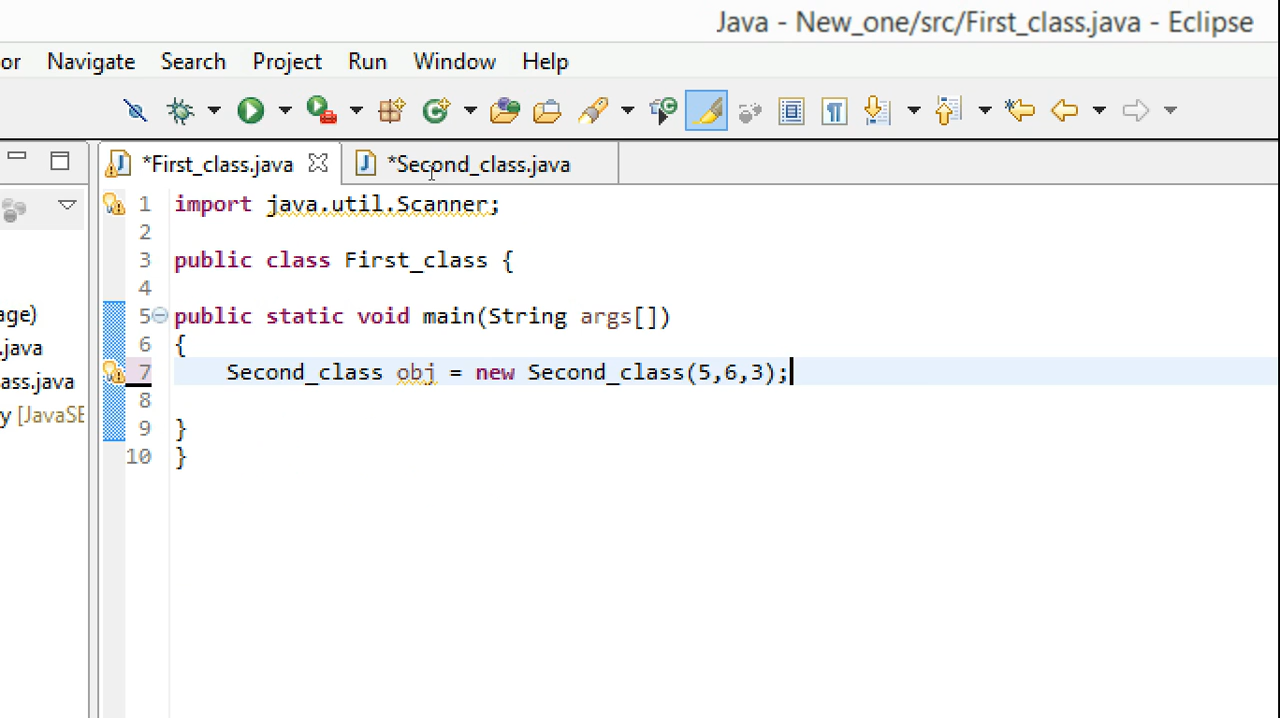 Java - New_one/src/First_class.java - Eclipse
or Navigate Search Project Run Window Help
*First_class.java *Second_class.java
1 import java.util.Scanner;
2
3 public class First_class {
4
age)
5 public static void main(String args[])
.java
6 {
ass.java
7 Second_class obj = new Second_class(5,6,3);
8
y [JavaSE
9 }
10 }